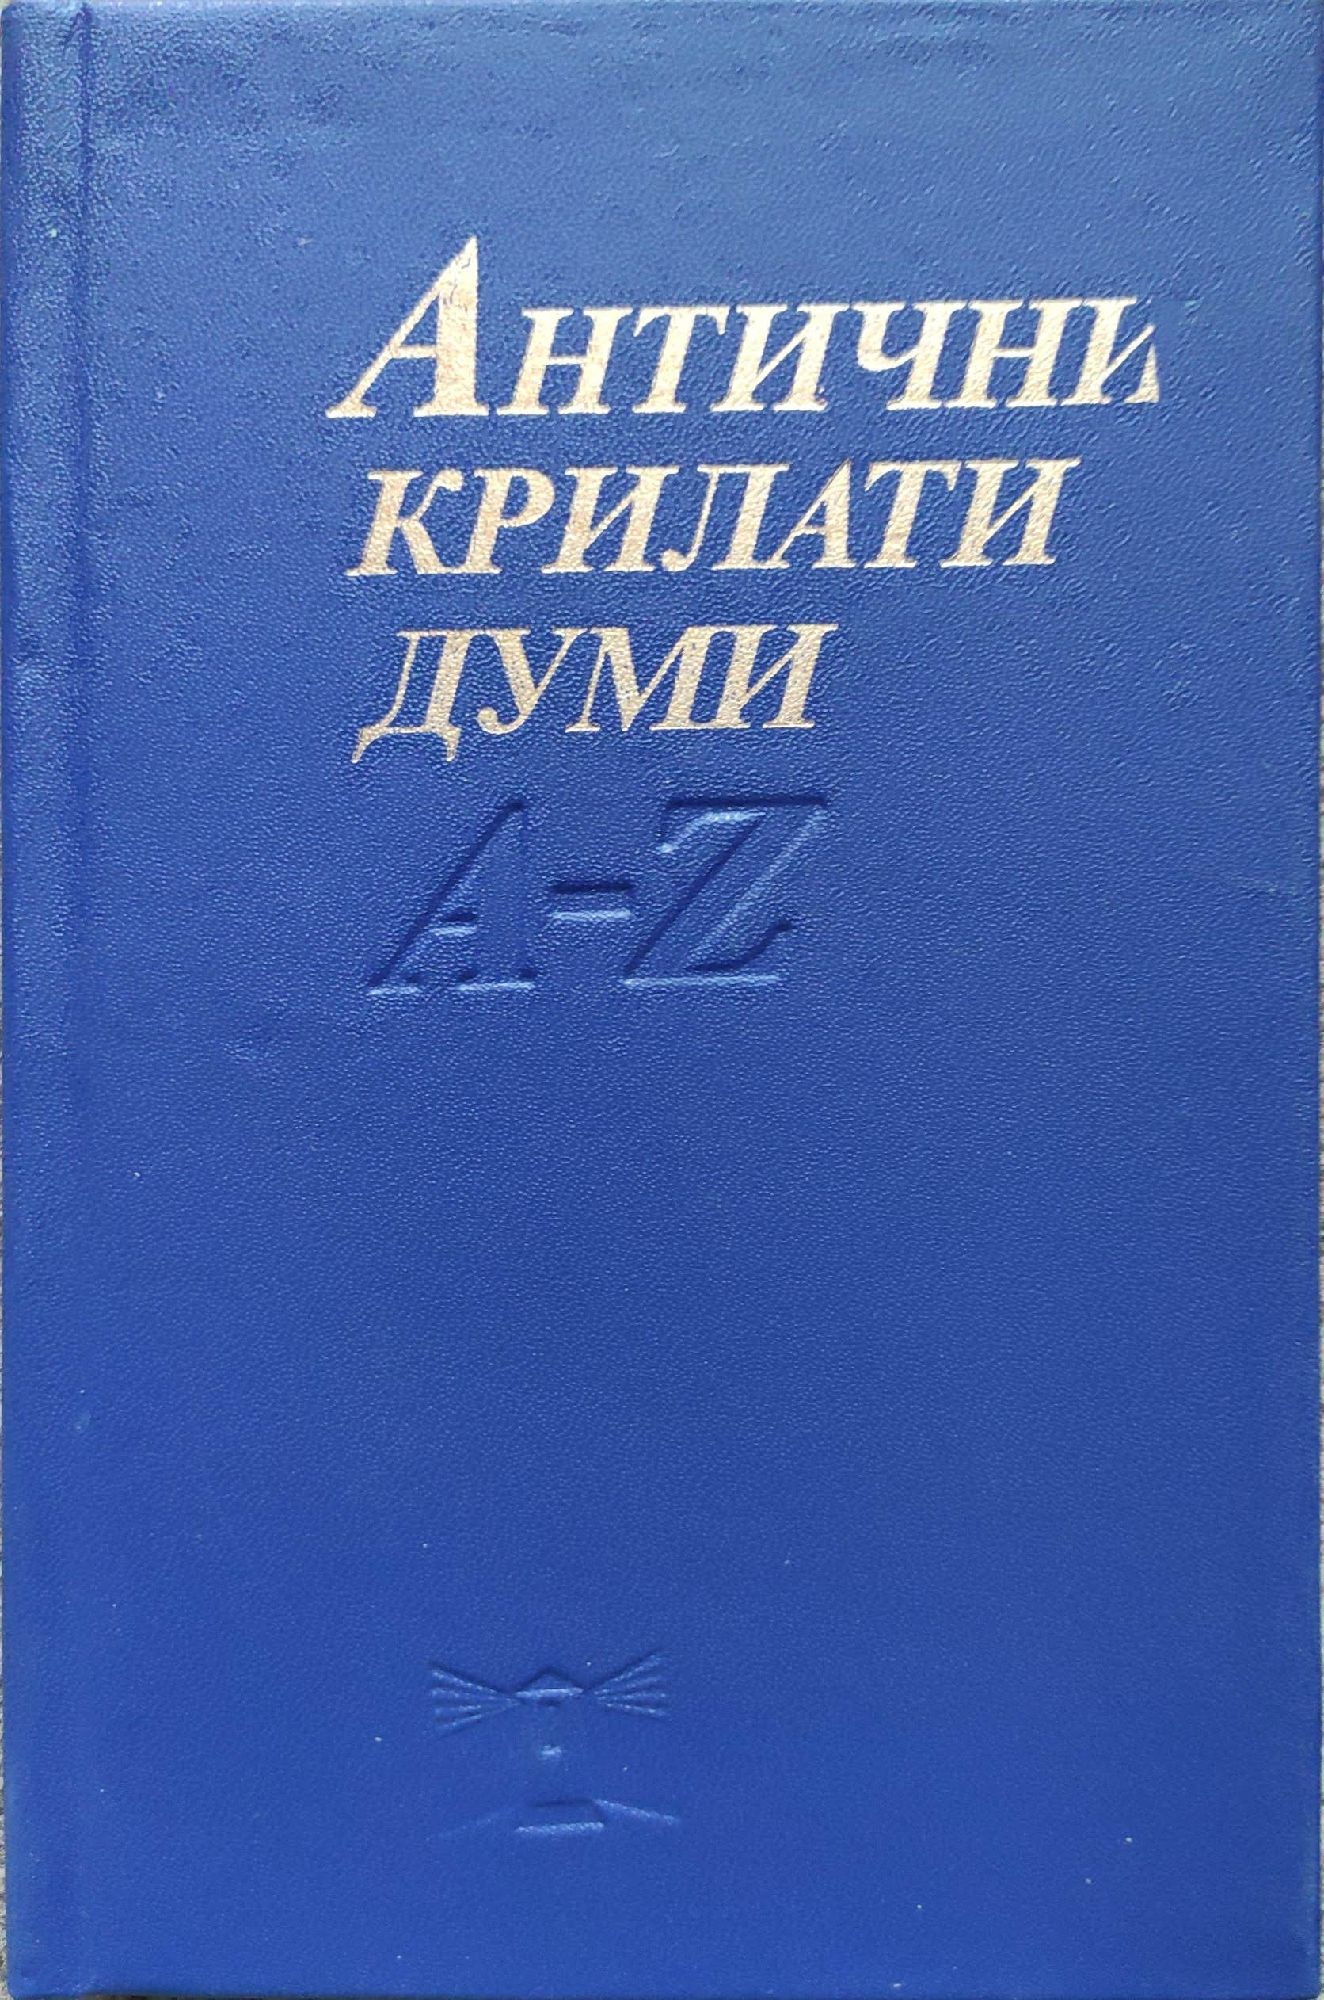 Антични
крилати
думи
A-Z